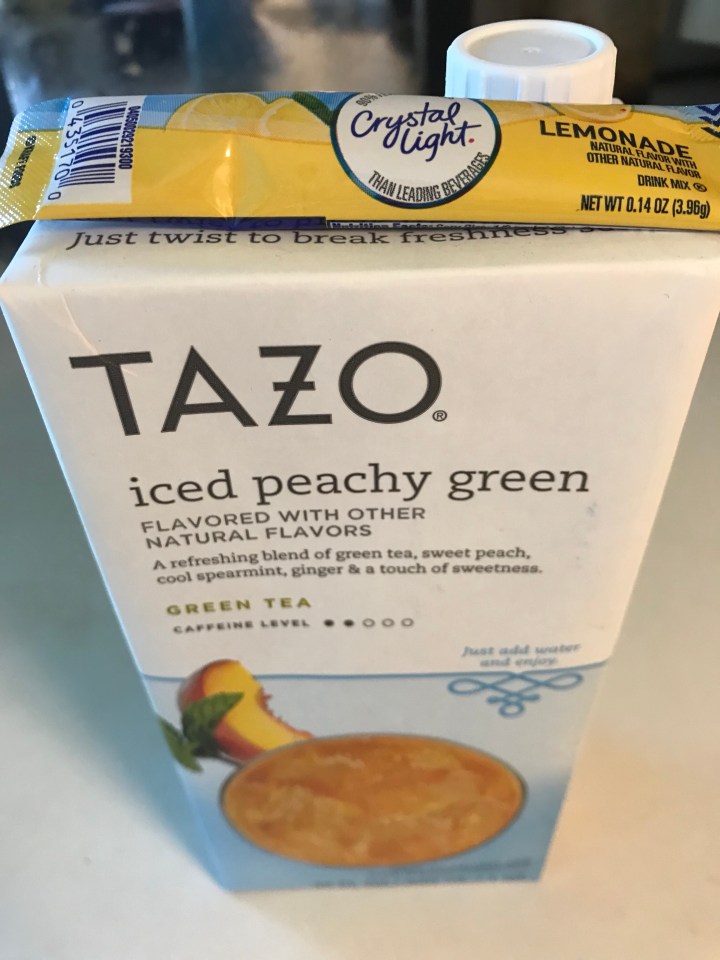 Crystal
Light.
THAN LEADING BEVERAGES
LEMONADE
NATURAL FLAVOR WITH
OTHER NATURAL FLAVOR
DRINK MIX
NET WT 0.14 OZ (3.96g)
0 435170 0
Just twist to break freshness
TAZO®
iced peachy green
FLAVORED WITH OTHER
NATURAL FLAVORS
A refreshing blend of green tea, sweet peach,
cool spearmint, ginger & a touch of sweetness.
GREEN TEA
CAFFEINE LEVEL
Just add water
and enjoy